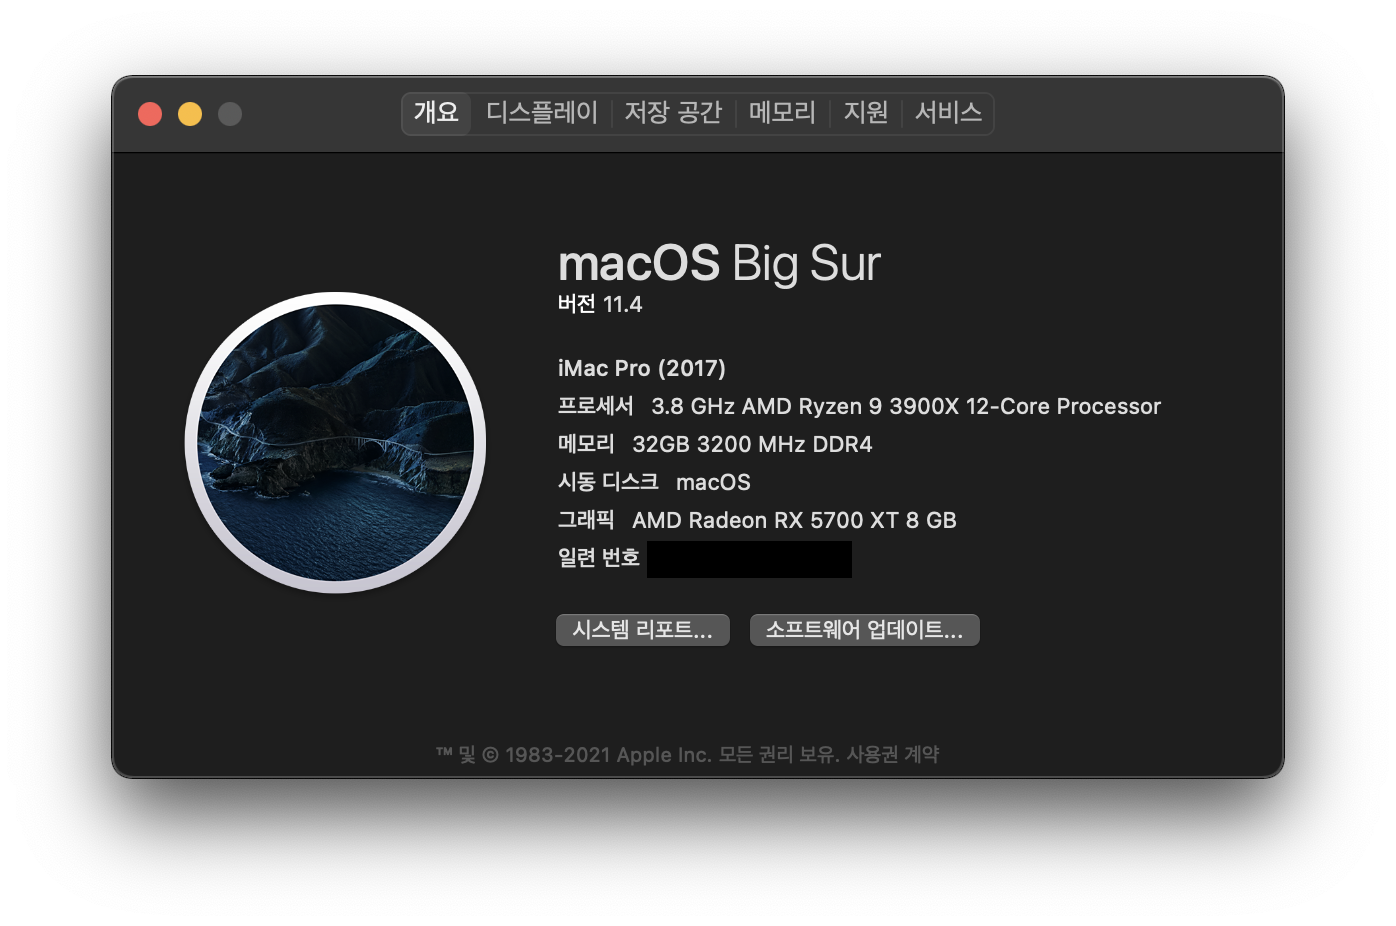 개요 디스플레이 저장 공간 메모리 지원 서비스
macOS Big Sur
버전 11.4
iMac Pro (2017)
프로세서 3.8 GHz AMD Ryzen 9 3900X 12-Core Processor
메모리 32GB 3200 MHz DDR4
시동 디스크 macOS
그래픽 AMD Radeon RX 5700 XT 8 GB
일련 번호
시스템 리포트... 소프트웨어 업데이트...
™ 및 © 1983-2021 Apple Inc. 모든 권리 보유. 사용권 계약